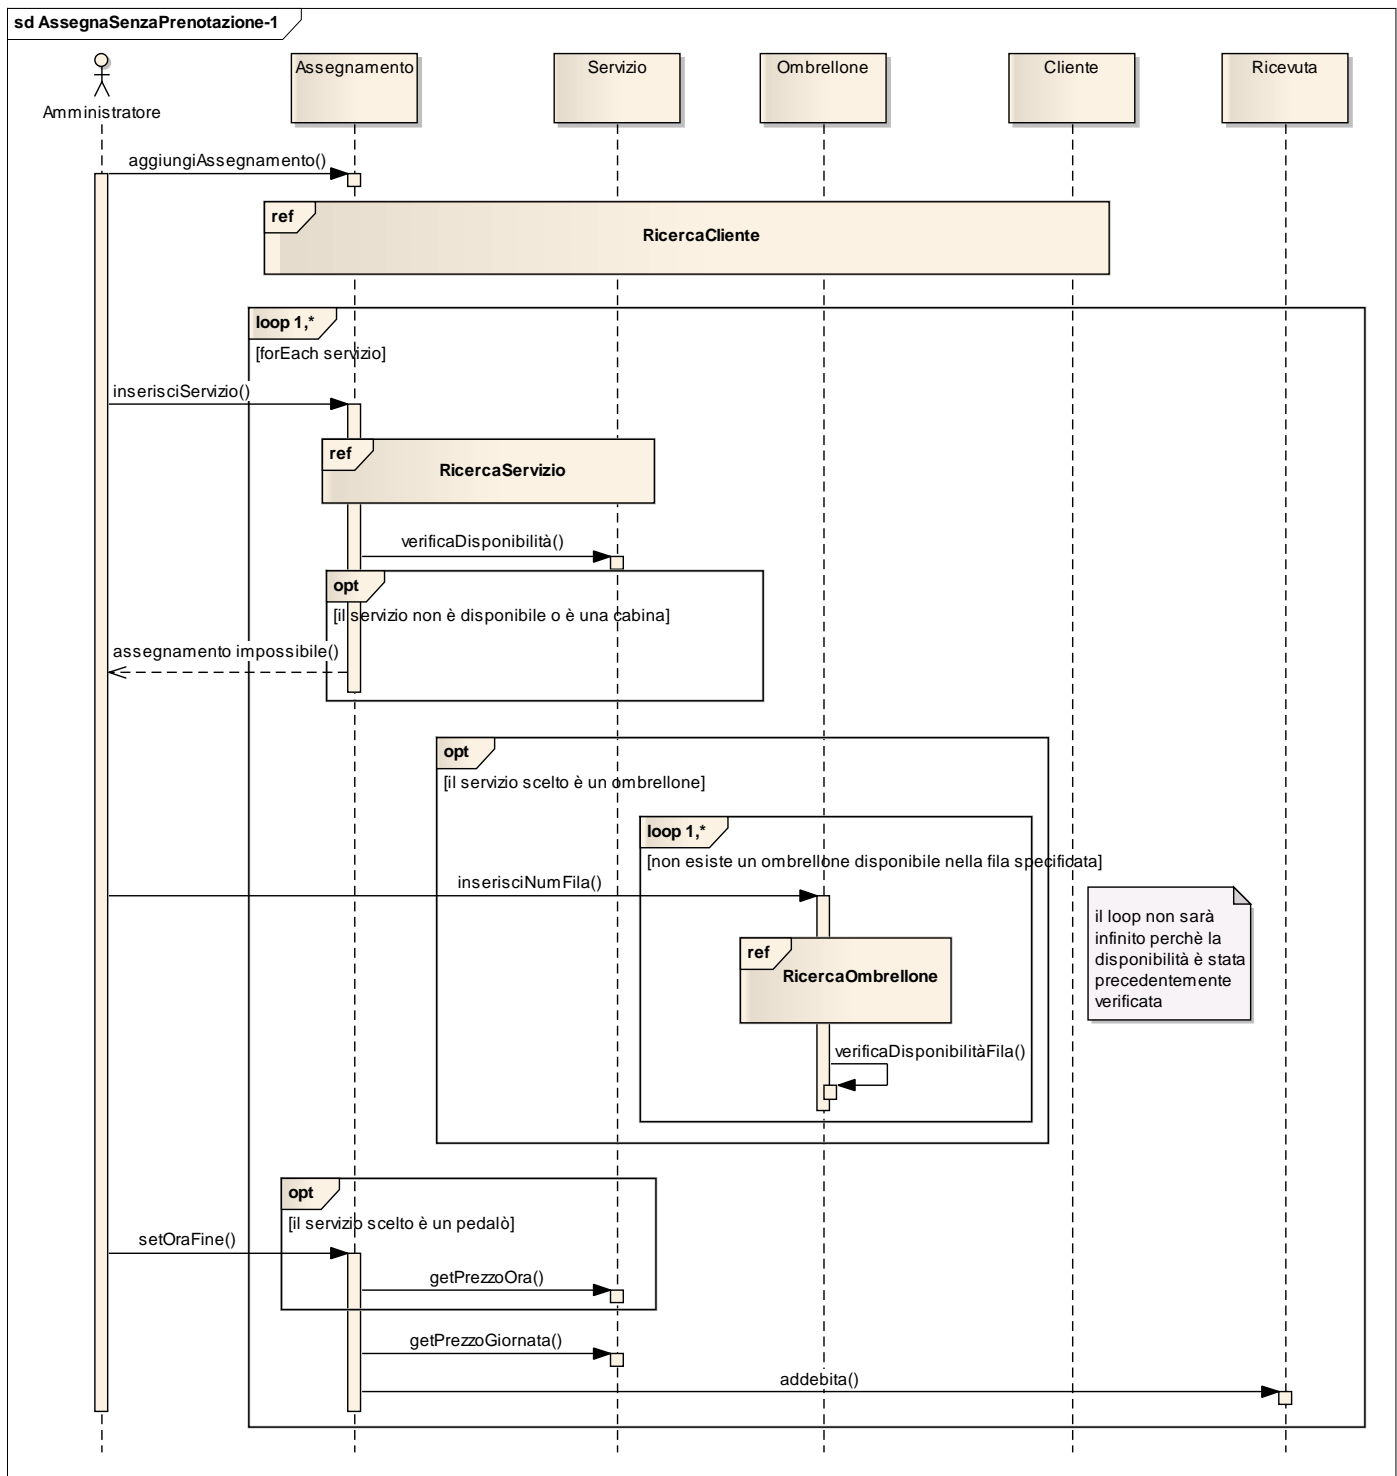 sd AssegnaSenzaPrenotazione-1
Amministratore
Assegnamento
Servizio
Ombrellone
Cliente
Ricevuta
aggiungiAssegnamento()
ref
RicercaCliente
loop 1,*
[forEach servizio]
inserisciServizio()
ref
RicercaServizio
verificaDisponibilità()
opt
[il servizio non è disponibile o è una cabina]
assegnamento impossibile()
opt
[il servizio scelto è un ombrellone]
loop 1,*
[non esiste un ombrellone disponibile nella fila specificata]
inserisciNumFila()
il loop non sarà
infinito perchè la
disponibilità è stata
precedentemente
verificata
ref
RicercaOmbrellone
verificaDisponibilitàFila()
opt
[il servizio scelto è un pedalò]
setOraFine()
getPrezzoOra()
getPrezzoGiornata()
addebita()